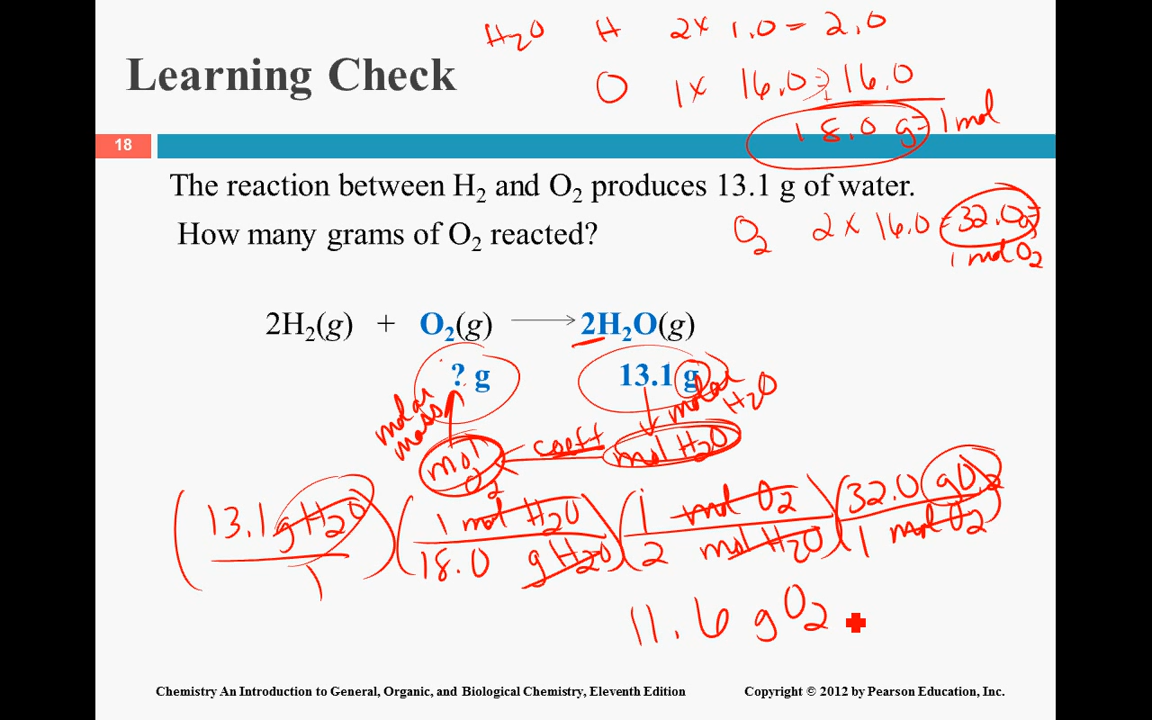 H₂O H 2x 1.0 = 2.0
Learning Check
O 1x 16.0 = 16.0
18.0 g = 1 mol
18
The reaction between H₂ and O₂ produces 13.1 g of water.
O₂ 2 x 16.0 = 32.0g =
How many grams of O₂ reacted?
1 mol O₂
2H₂(g) + O₂(g) ⟶ 2H₂O(g)
? g 13.1 g
molar mass molar H₂O
mol O₂ coeff mol H₂O
(13.1 g H₂O / 1) (1 mol H₂O / 18.0 g H₂O) (1 mol O₂ / 2 mol H₂O) (32.0 g O₂ / 1 mol O₂)
11.6 g O₂
Chemistry An Introduction to General, Organic, and Biological Chemistry, Eleventh Edition Copyright © 2012 by Pearson Education, Inc.